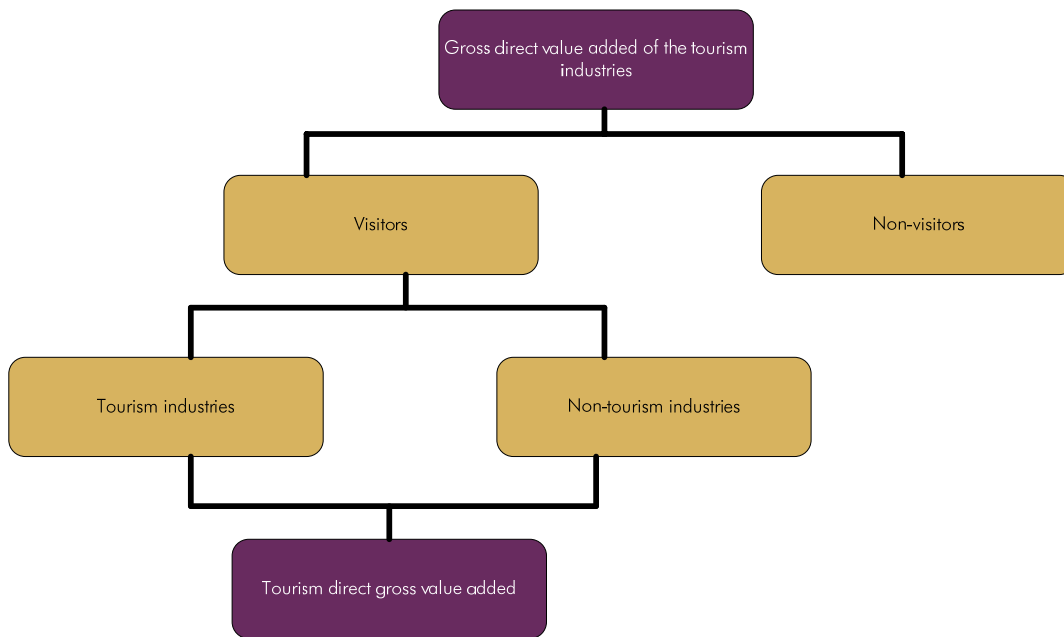 Gross direct value added of the tourism
industries
Visitors
Non-visitors
Tourism industries
Non-tourism industries
Tourism direct gross value added